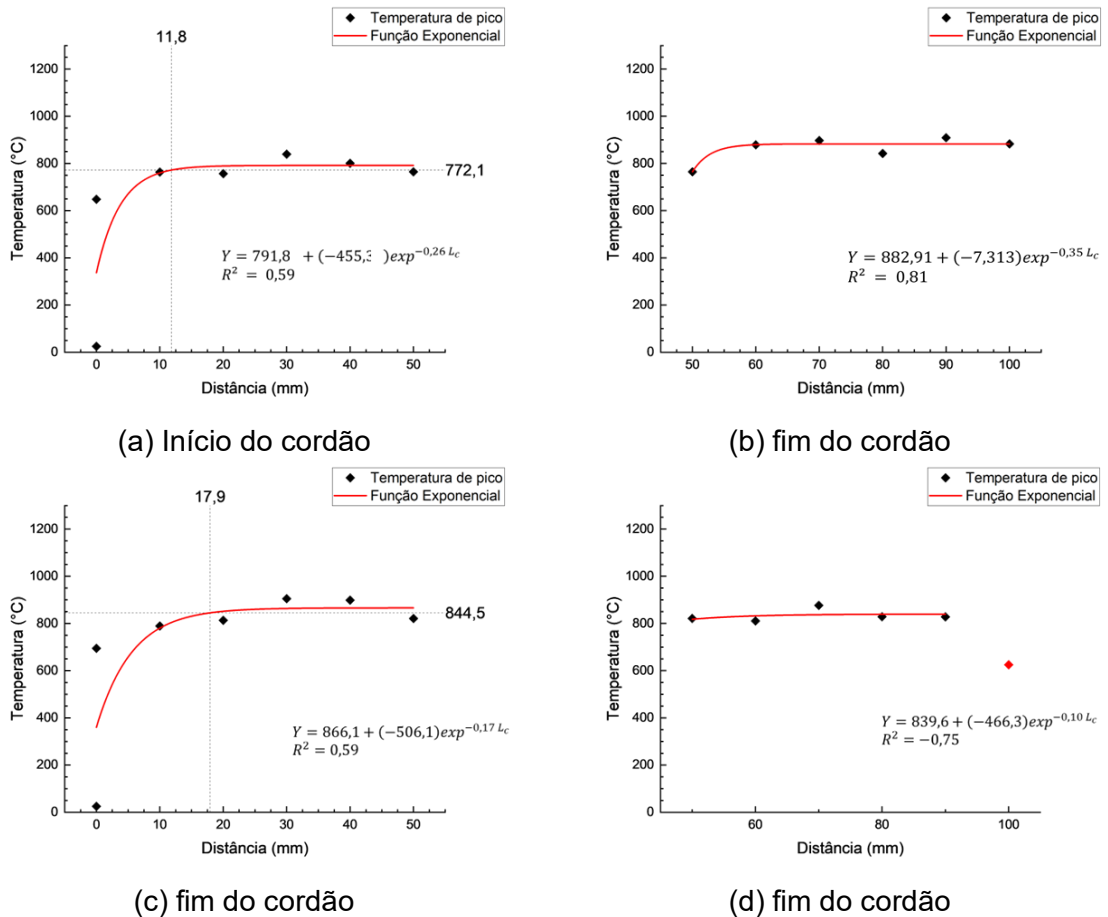 Temperatura de pico
Função Exponencial
11,8
1200
1000
800
600
400
200
0
Temperatura (°C)
772,1
Y = 791,8 + (−455,3 )exp^−0,26 L_c
R² = 0,59
0 10 20 30 40 50
Distância (mm)
(a) Início do cordão
Temperatura de pico
Função Exponencial
1200
1000
800
600
400
200
0
Temperatura (°C)
Y = 882,91 + (−7,313)exp^−0,35 L_c
R² = 0,81
50 60 70 80 90 100
Distância (mm)
(b) fim do cordão
Temperatura de pico
Função Exponencial
17,9
1200
1000
800
600
400
200
0
Temperatura (°C)
844,5
Y = 866,1 + (−506,1)exp^−0,17 L_c
R² = 0,59
0 10 20 30 40 50
Distância (mm)
(c) fim do cordão
Temperatura de pico
Função Exponencial
1200
1000
800
600
400
200
0
Temperatura (°C)
Y = 839,6 + (−466,3)exp^−0,10 L_c
R² = −0,75
60 80 100
Distância (mm)
(d) fim do cordão